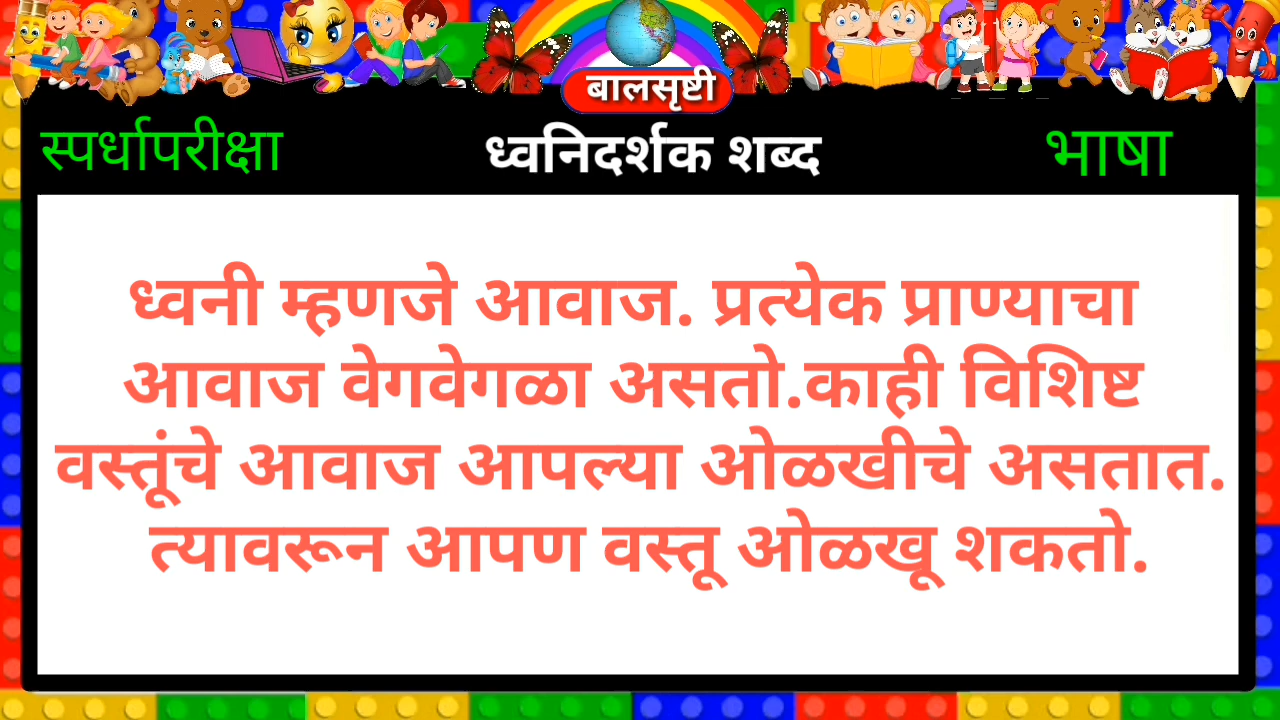 बालसृष्टी
स्पर्धापरीक्षा ध्वनिदर्शक शब्द भाषा
ध्वनी म्हणजे आवाज. प्रत्येक प्राण्याचा
आवाज वेगवेगळा असतो.काही विशिष्ट
वस्तूंचे आवाज आपल्या ओळखीचे असतात.
त्यावरून आपण वस्तू ओळखू शकतो.